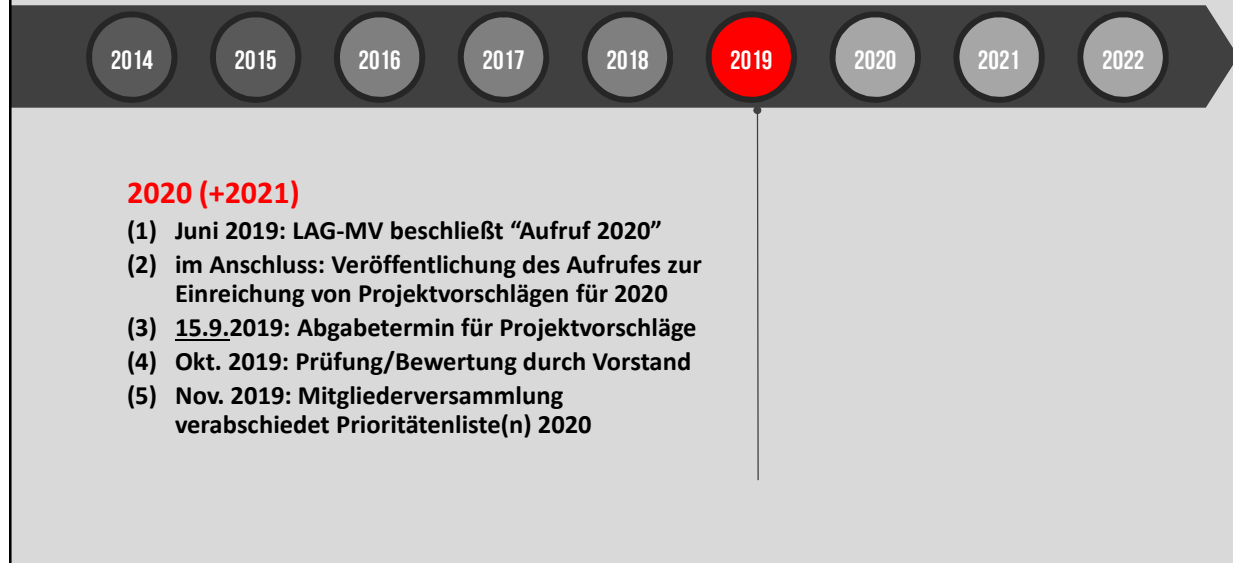 2014 2015 2016 2017 2018 2019 2020 2021 2022
2020 (+2021)
(1) Juni 2019: LAG-MV beschließt “Aufruf 2020”
(2) im Anschluss: Veröffentlichung des Aufrufes zur
Einreichung von Projektvorschlägen für 2020
(3) 15.9.2019: Abgabetermin für Projektvorschläge
(4) Okt. 2019: Prüfung/Bewertung durch Vorstand
(5) Nov. 2019: Mitgliederversammlung
verabschiedet Prioritätenliste(n) 2020